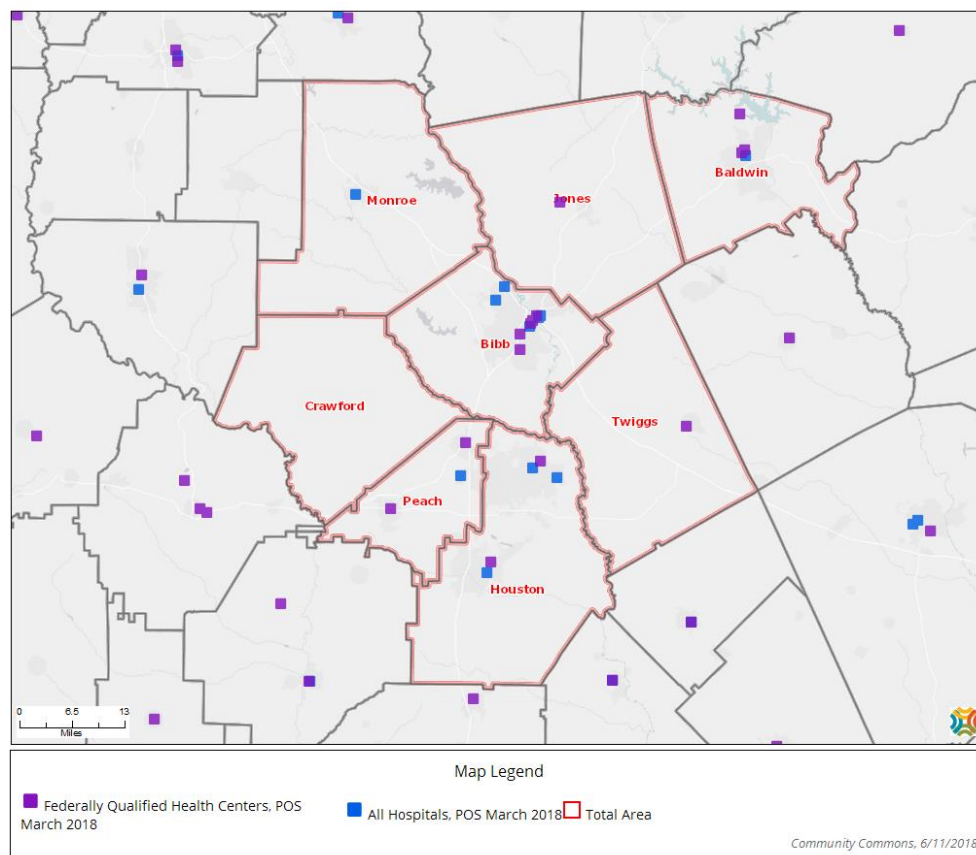 Monroe
Jones
Baldwin
Bibb
Crawford
Twiggs
Peach
Houston
0 6.5 13
Miles
Map Legend
Federally Qualified Health Centers, POS
March 2018
All Hospitals, POS March 2018
Total Area
Community Commons, 6/11/2018